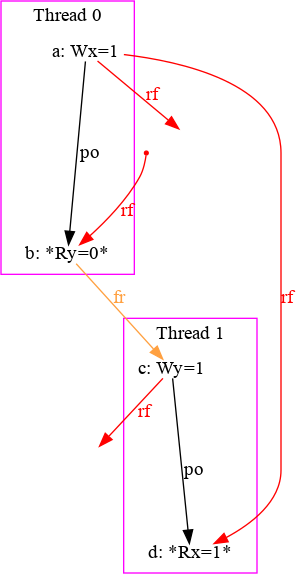 Thread 0
a: Wx=1
rf
po
rf
b: *Ry=0*
fr
rf
Thread 1
c: Wy=1
rf
po
d: *Rx=1*